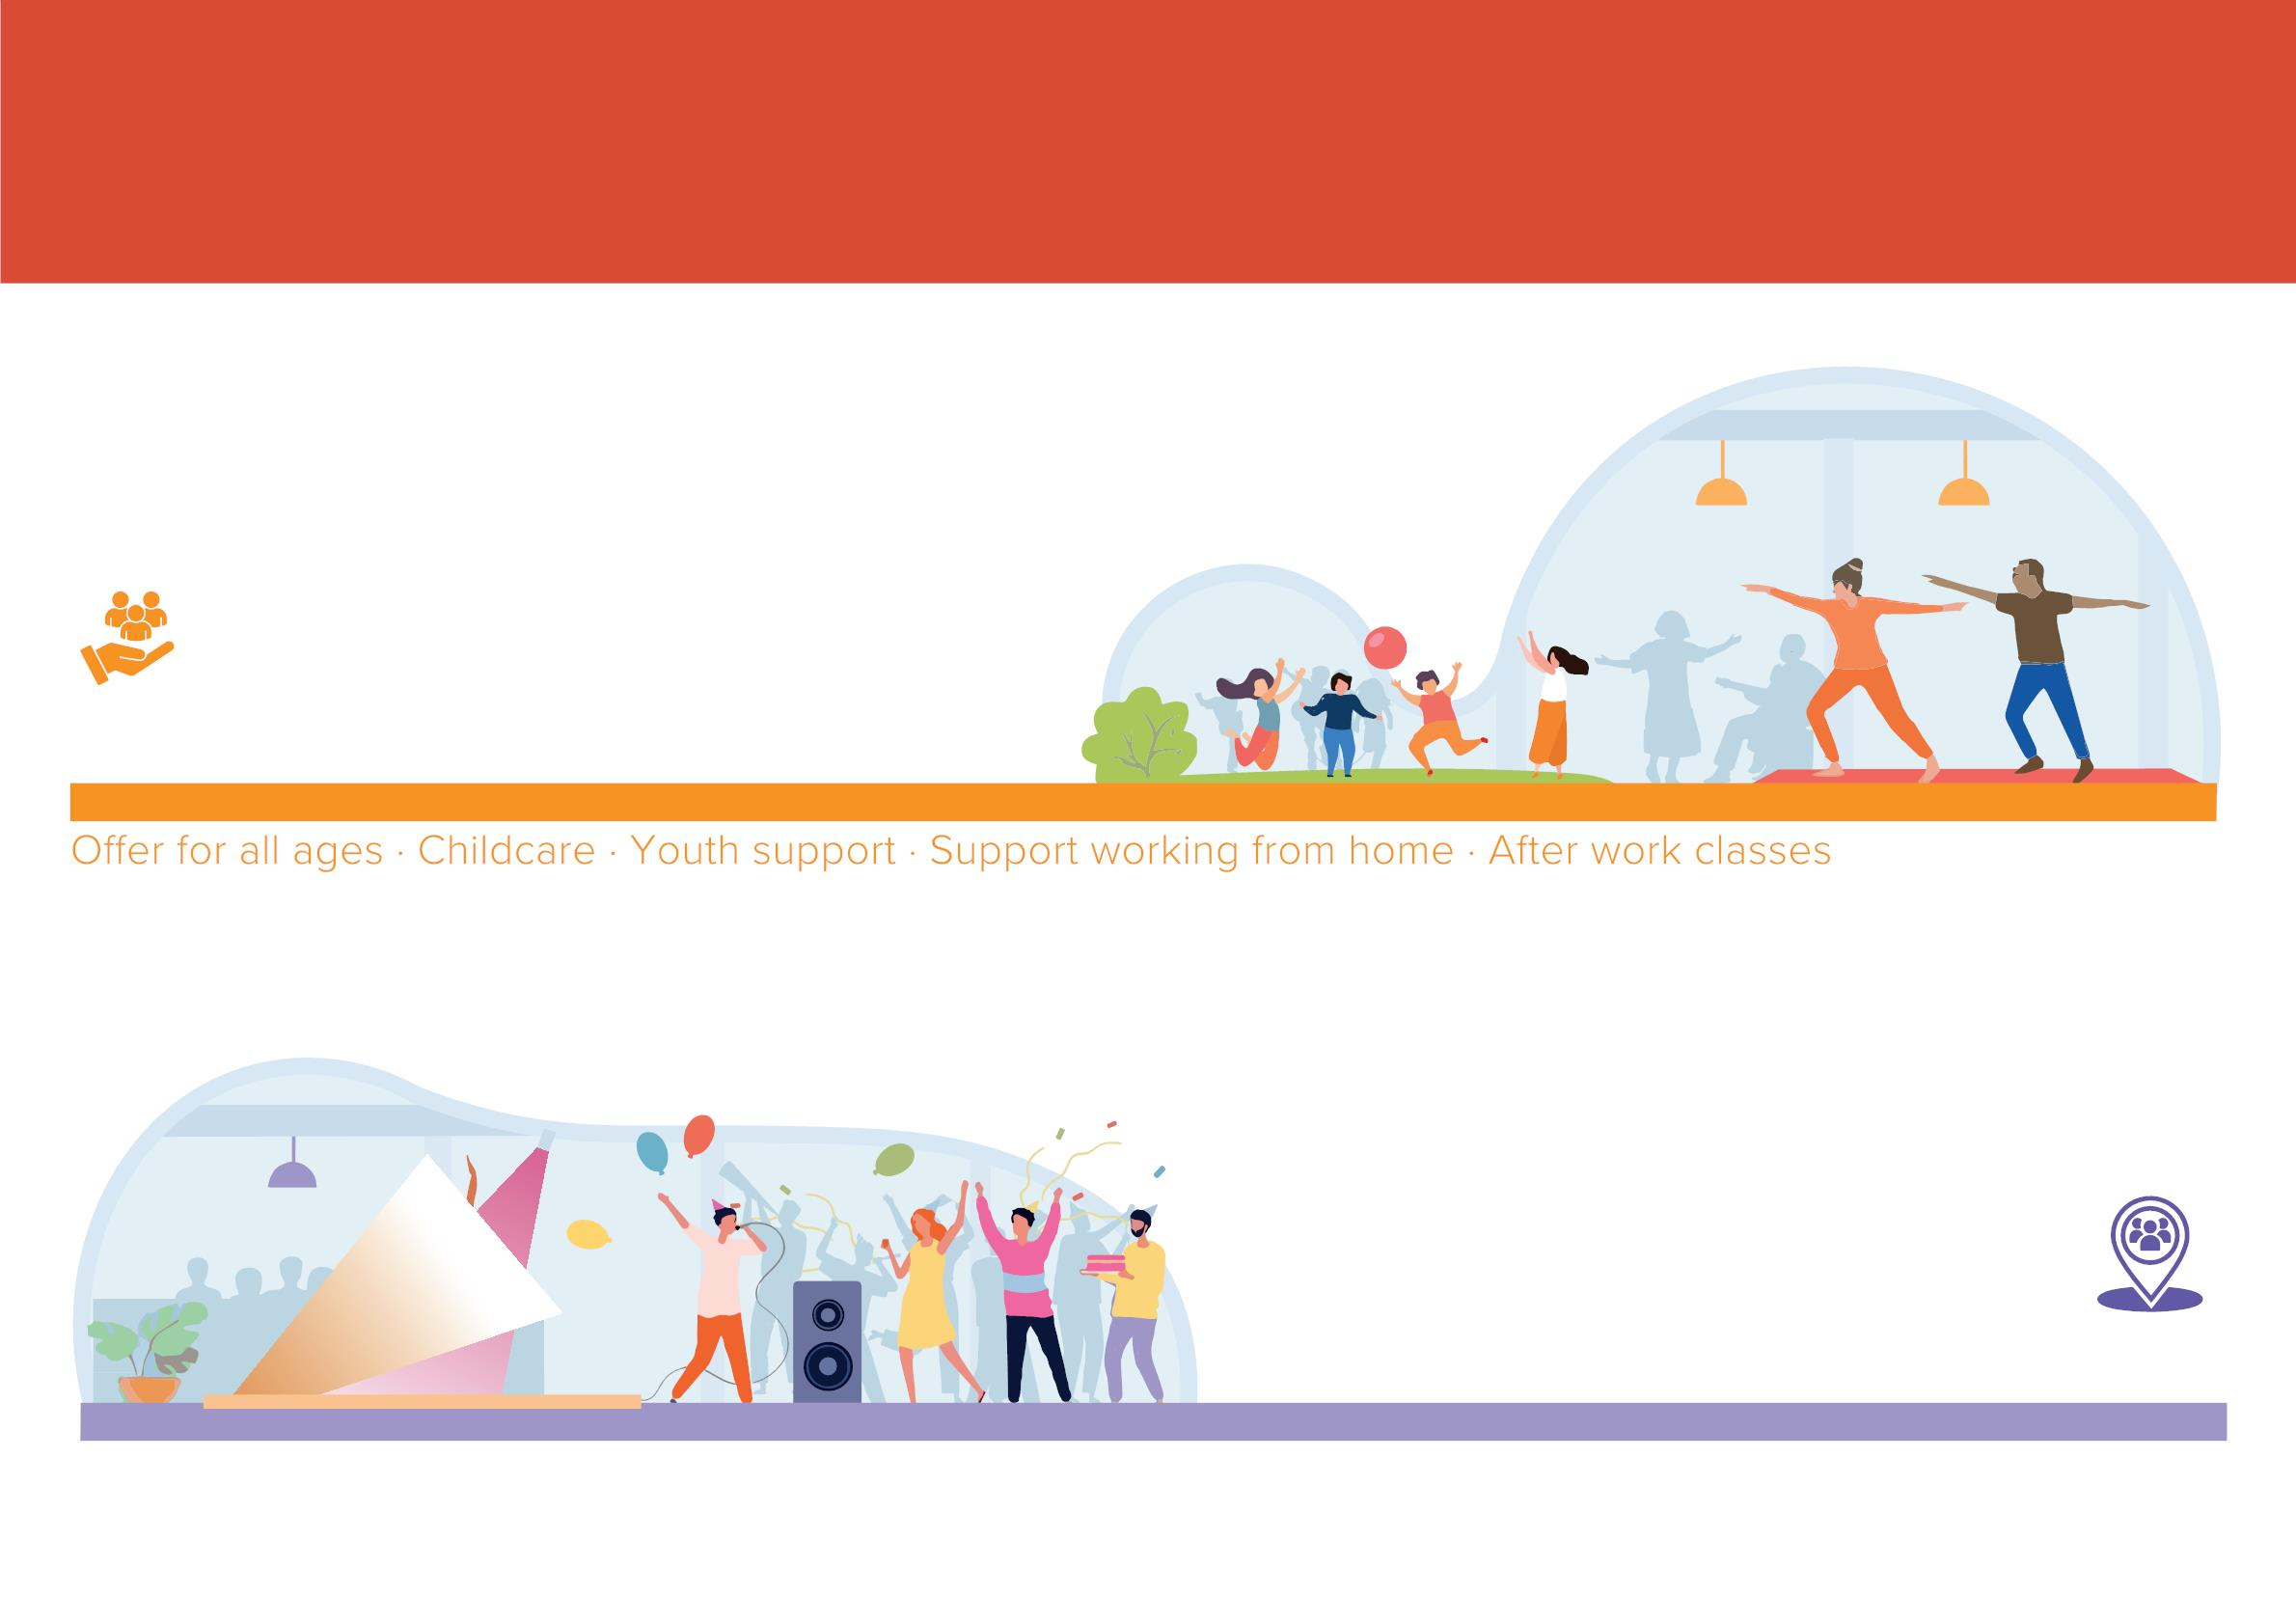 Offer for all ages · Childcare · Youth support · Support working from home · After work classes